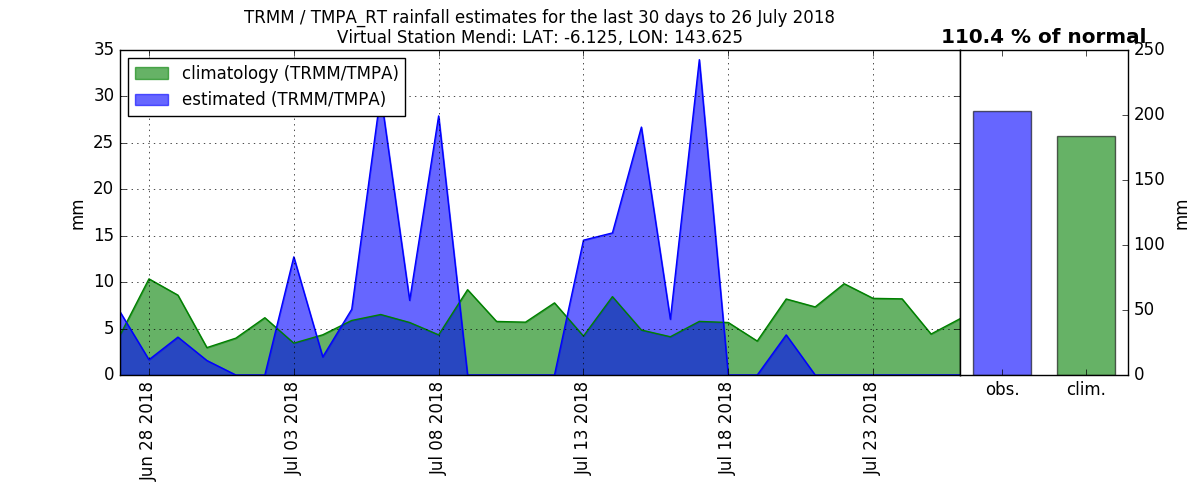 TRMM / TMPA_RT rainfall estimates for the last 30 days to 26 July 2018
Virtual Station Mendi: LAT: -6.125, LON: 143.625
110.4 % of normal
climatology (TRMM/TMPA)
estimated (TRMM/TMPA)
35
30
25
20
15
10
5
0
mm
Jun 28 2018
Jul 03 2018
Jul 08 2018
Jul 13 2018
Jul 18 2018
Jul 23 2018
250
200
150
100
50
0
mm
obs.
clim.